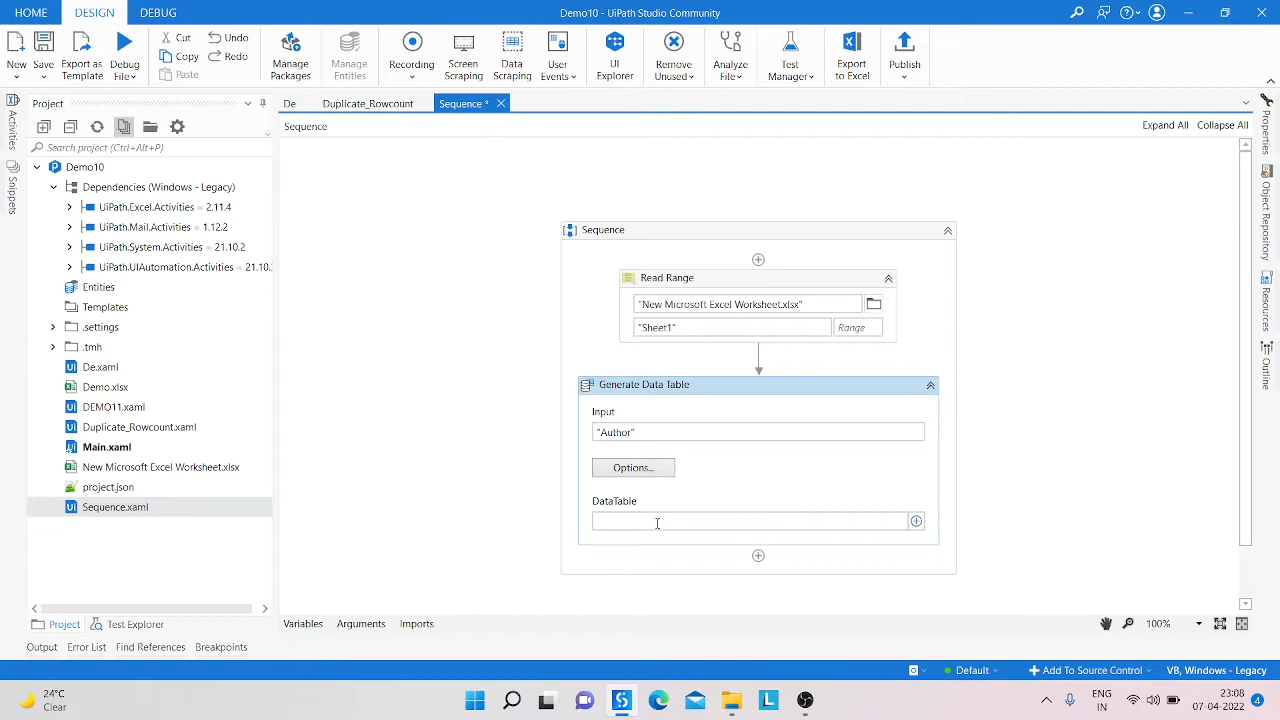 HOME DESIGN DEBUG
Demo10 - UiPath Studio Community
New Save Export as Template Debug File
Cut Copy Paste Undo Redo
Manage Packages Manage Entities Recording Screen Scraping Data Scraping User Events UI Explorer Remove Unused Analyze File Test Manager Export to Excel Publish
Activities
Snippets
Project
Search project (Ctrl+Alt+P)
Demo10
Dependencies (Windows - Legacy)
UiPath.Excel.Activities = 2.11.4
UiPath.Mail.Activities = 1.12.2
UiPath.System.Activities = 21.10.2
UiPath.UIAutomation.Activities = 21.10.
Entities
Templates
.settings
.tmh
De.xaml
Demo.xlsx
DEMO11.xaml
Duplicate_Rowcount.xaml
Main.xaml
New Microsoft Excel Worksheet.xlsx
project.json
Sequence.xaml
Project Test Explorer
De Duplicate_Rowcount Sequence *
Sequence
Expand All Collapse All
Sequence
Read Range
"New Microsoft Excel Worksheet.xlsx"
"Sheet1" Range
Generate Data Table
Input
"Author"
Options...
DataTable
Variables Arguments Imports
100%
Properties
Object Repository
Resources
Outline
Output Error List Find References Breakpoints
Default Add To Source Control VB, Windows - Legacy
24°C
Clear
ENG
IN
23:08
07-04-2022
4